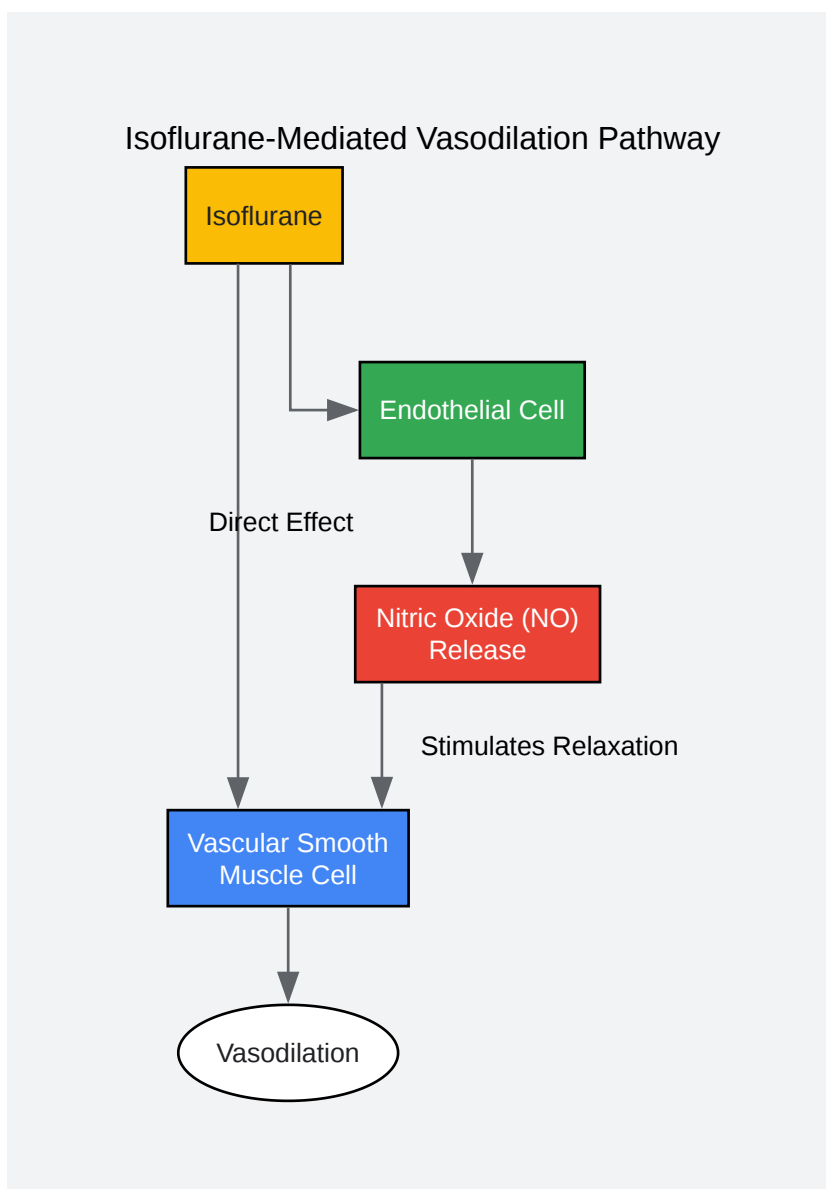 Isoflurane-Mediated Vasodilation Pathway
Isoflurane
Endothelial Cell
Direct Effect
Nitric Oxide (NO)
Release
Stimulates Relaxation
Vascular Smooth
Muscle Cell
Vasodilation